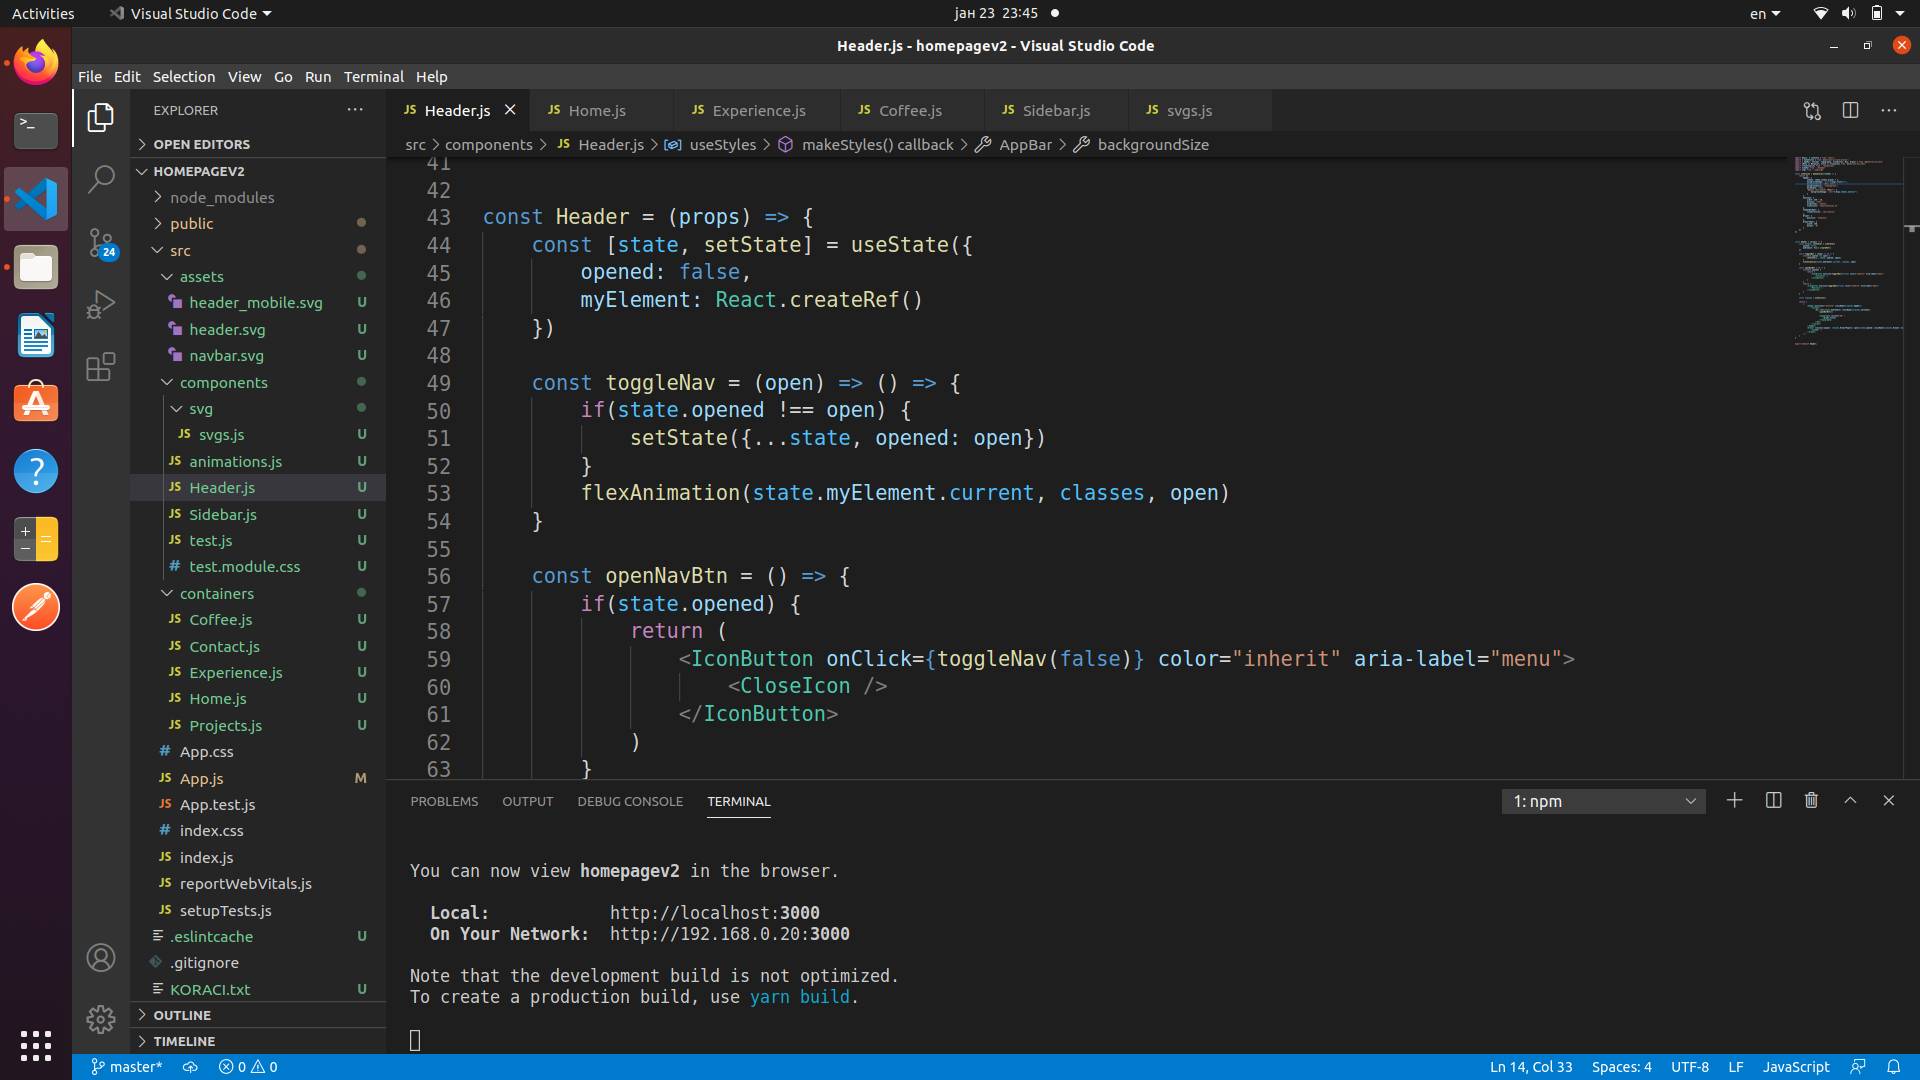 Activities
Visual Studio Code
јан 23 23:45
en
Header.js - homepagev2 - Visual Studio Code
File Edit Selection View Go Run Terminal Help
EXPLORER
OPEN EDITORS
HOMEPAGEV2
node_modules
public
src
assets
header_mobile.svg U
header.svg U
navbar.svg U
components
svg
JS svgs.js U
JS animations.js U
JS Header.js U
JS Sidebar.js U
JS test.js U
# test.module.css U
containers
JS Coffee.js U
JS Contact.js U
JS Experience.js U
JS Home.js U
JS Projects.js U
# App.css
JS App.js M
JS App.test.js
# index.css
JS index.js
JS reportWebVitals.js
JS setupTests.js
.eslintcache U
.gitignore
KORACI.txt U
OUTLINE
TIMELINE
24
JS Header.js
JS Home.js
JS Experience.js
JS Coffee.js
JS Sidebar.js
JS svgs.js
src > components > JS Header.js > useStyles > makeStyles() callback > AppBar > backgroundSize
41
42
43 const Header = (props) => {
44 const [state, setState] = useState({
45 opened: false,
46 myElement: React.createRef()
47 })
48
49 const toggleNav = (open) => () => {
50 if(state.opened !== open) {
51 setState({...state, opened: open})
52 }
53 flexAnimation(state.myElement.current, classes, open)
54 }
55
56 const openNavBtn = () => {
57 if(state.opened) {
58 return (
59 <IconButton onClick={toggleNav(false)} color="inherit" aria-label="menu">
60 <CloseIcon />
61 </IconButton>
62 )
63 }
PROBLEMS OUTPUT DEBUG CONSOLE TERMINAL
1: npm
You can now view homepagev2 in the browser.
Local: http://localhost:3000
On Your Network: http://192.168.0.20:3000
Note that the development build is not optimized.
To create a production build, use yarn build.
master* 0 0
Ln 14, Col 33 Spaces: 4 UTF-8 LF JavaScript